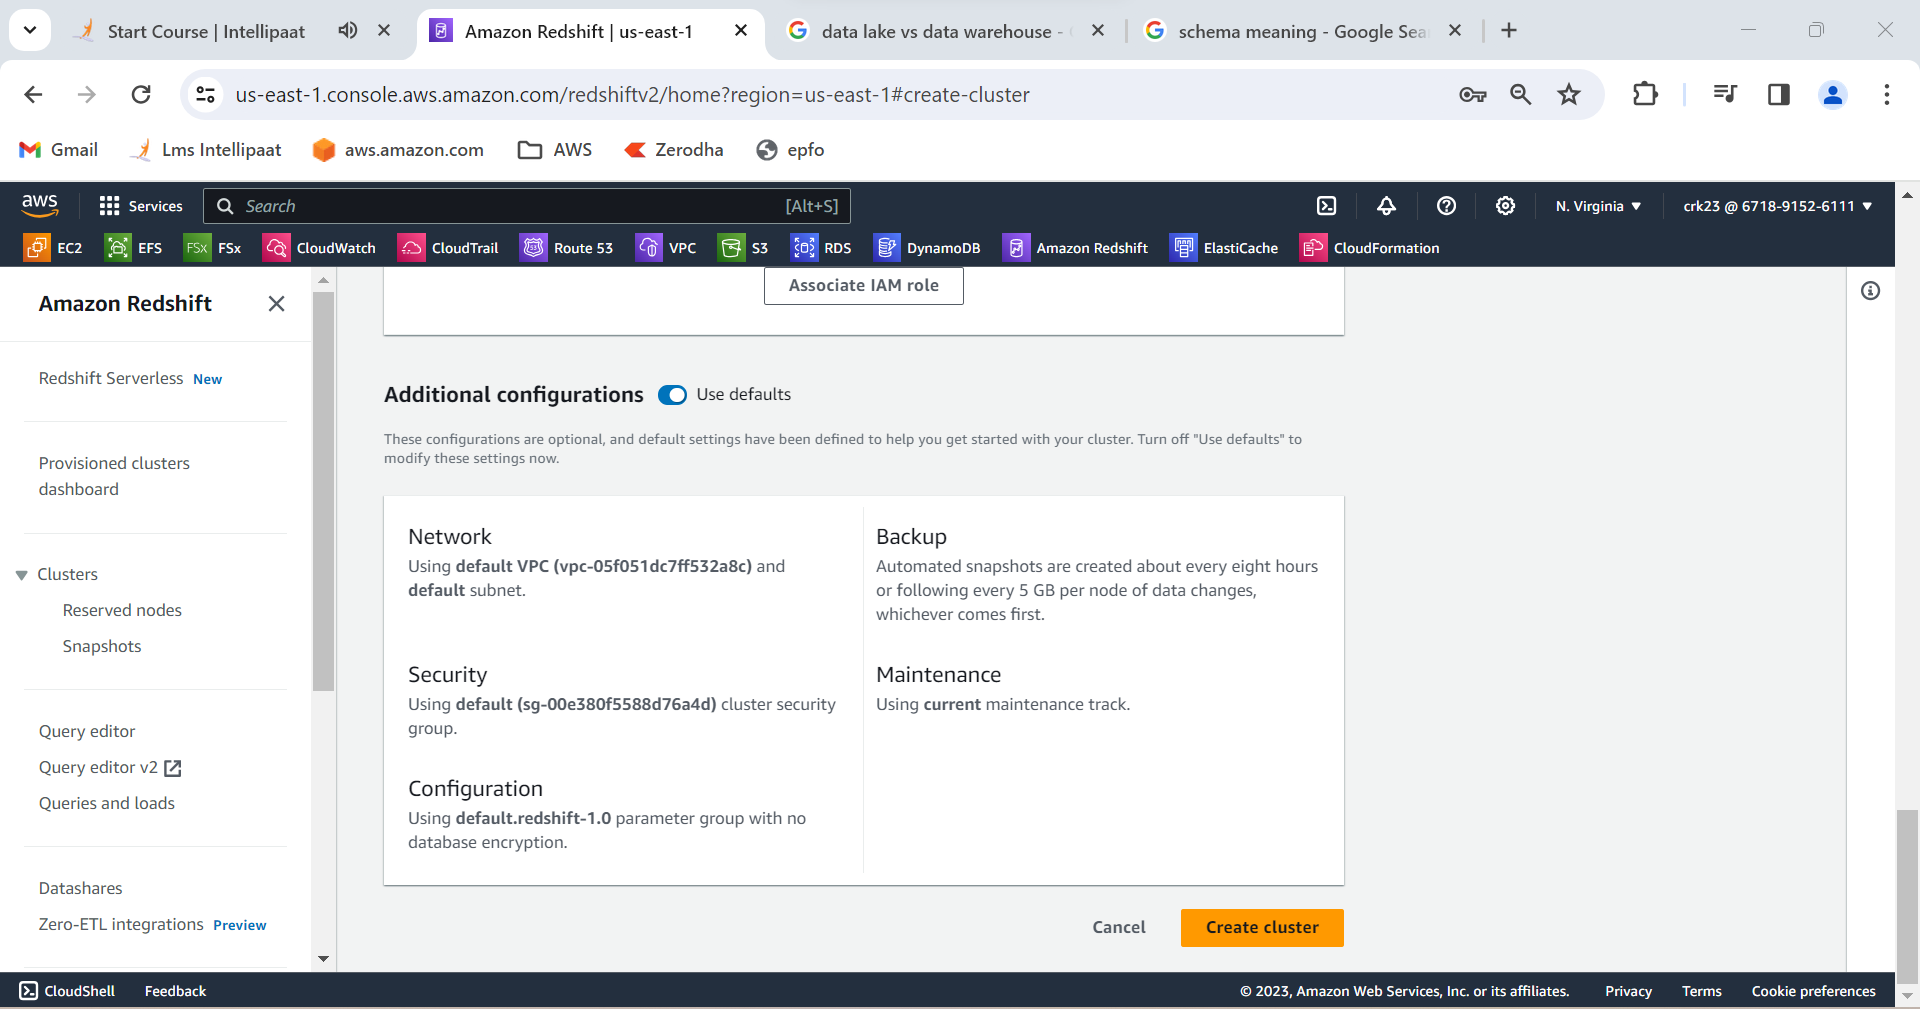 Start Course | Intellipaat
Amazon Redshift | us-east-1
data lake vs data warehouse -
schema meaning - Google Sea
us-east-1.console.aws.amazon.com/redshiftv2/home?region=us-east-1#create-cluster
Gmail
Lms Intellipaat
aws.amazon.com
AWS
Zerodha
epfo
aws
Services
Search
[Alt+S]
N. Virginia
crk23 @ 6718-9152-6111
EC2
EFS
FSx
FSx
CloudWatch
CloudTrail
Route 53
VPC
S3
RDS
DynamoDB
Amazon Redshift
ElastiCache
CloudFormation
Amazon Redshift
Redshift Serverless New
Provisioned clusters
dashboard
Clusters
Reserved nodes
Snapshots
Query editor
Query editor v2
Queries and loads
Datashares
Zero-ETL integrations Preview
Associate IAM role
Additional configurations
Use defaults
These configurations are optional, and default settings have been defined to help you get started with your cluster. Turn off "Use defaults" to
modify these settings now.
Network
Using default VPC (vpc-05f051dc7ff532a8c) and
default subnet.
Security
Using default (sg-00e380f5588d76a4d) cluster security
group.
Configuration
Using default.redshift-1.0 parameter group with no
database encryption.
Backup
Automated snapshots are created about every eight hours
or following every 5 GB per node of data changes,
whichever comes first.
Maintenance
Using current maintenance track.
Cancel
Create cluster
CloudShell
Feedback
© 2023, Amazon Web Services, Inc. or its affiliates.
Privacy
Terms
Cookie preferences